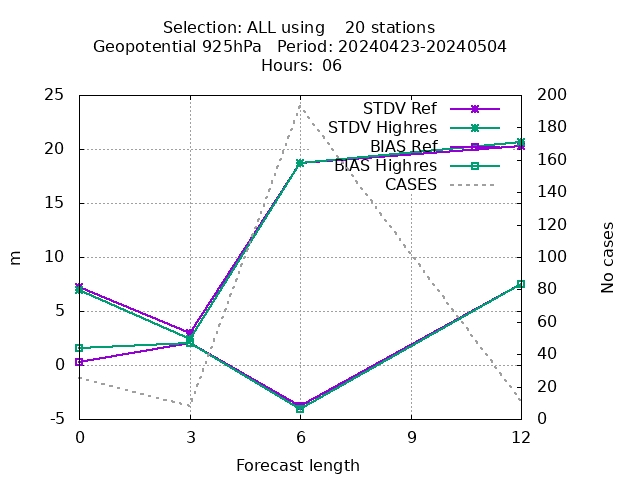 Selection: ALL using    20 stations
Geopotential 925hPa   Period: 20240423-20240504
Hours: 06
STDV Ref
STDV Highres
BIAS Ref
BIAS Highres
CASES
25
20
15
10
5
0
-5
m
200
180
160
140
120
100
80
60
40
20
0
No cases
0
3
6
9
12
Forecast length